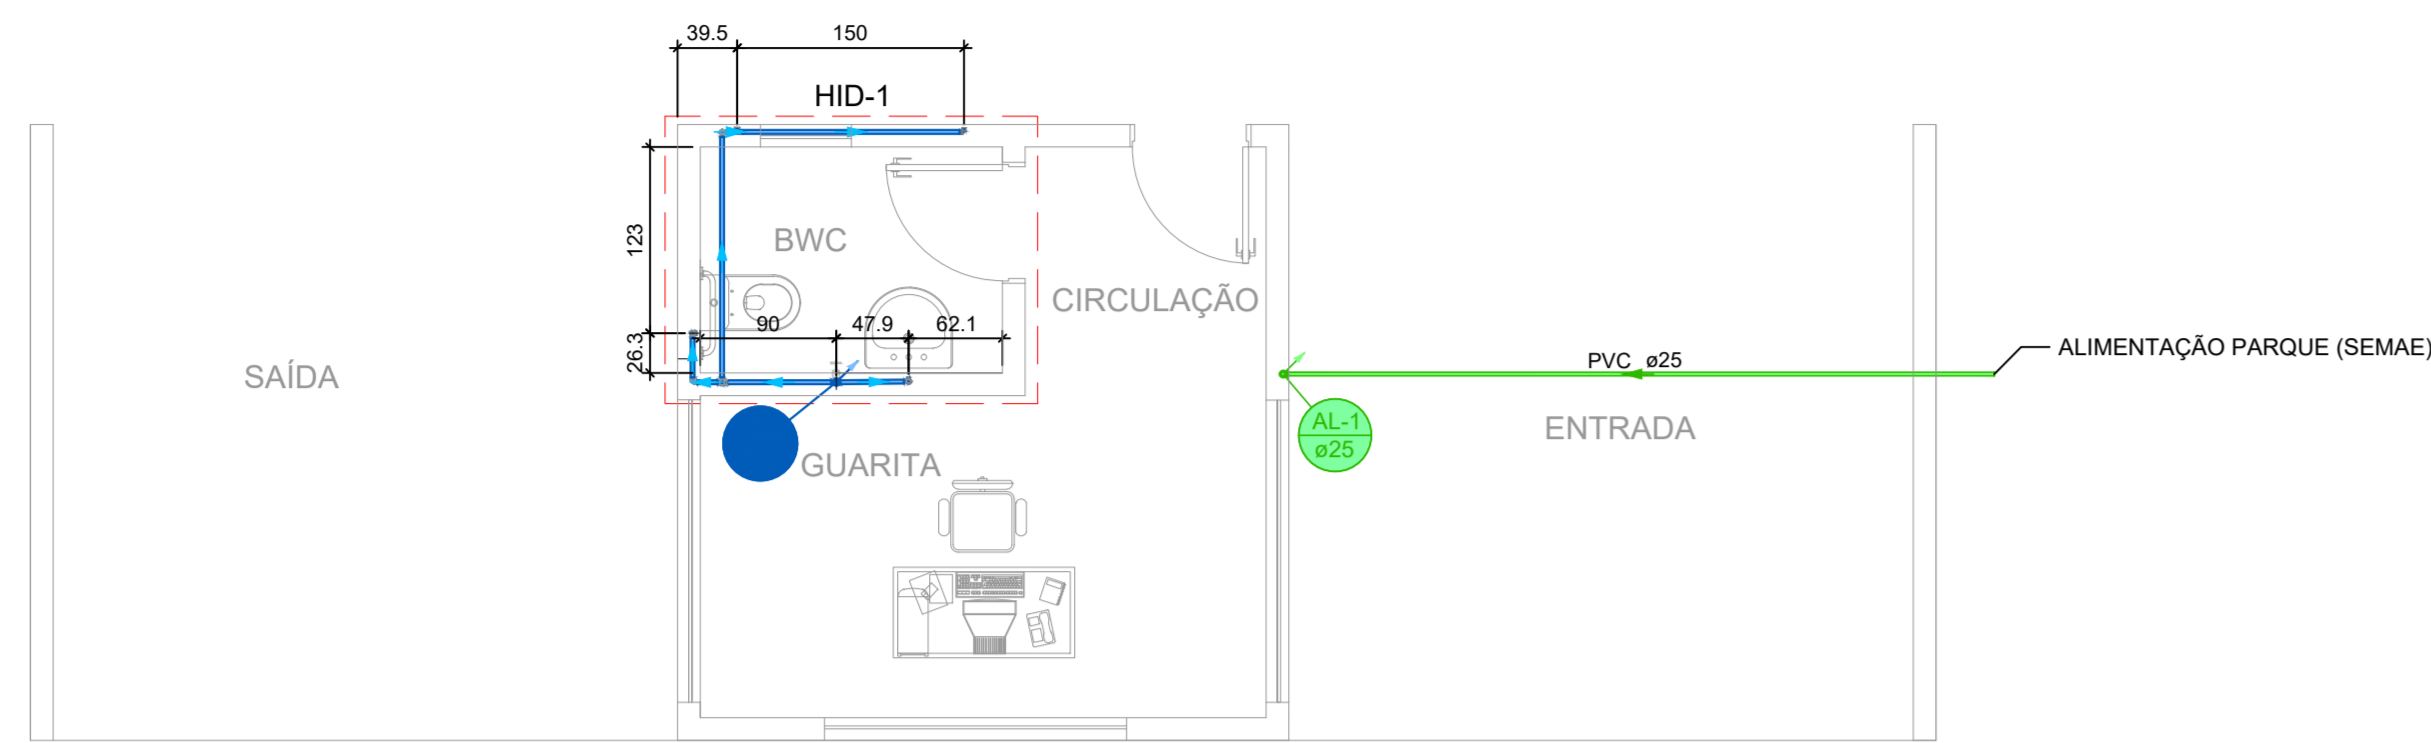 39.5
150
HID-1
123
BWC
CIRCULAÇÃO
90
47.9
62.1
26.3
SAÍDA
PVC ø25
ALIMENTAÇÃO PARQUE (SEMAE)
AL-1
ø25
ENTRADA
GUARITA